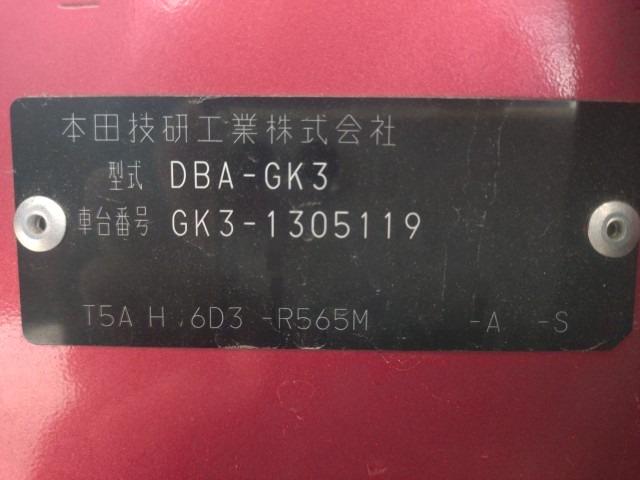 本田技研工業株式会社
型式 DBA-GK3
車台番号 GK3-1305119
T5A H 6D3 -R565M -A -S